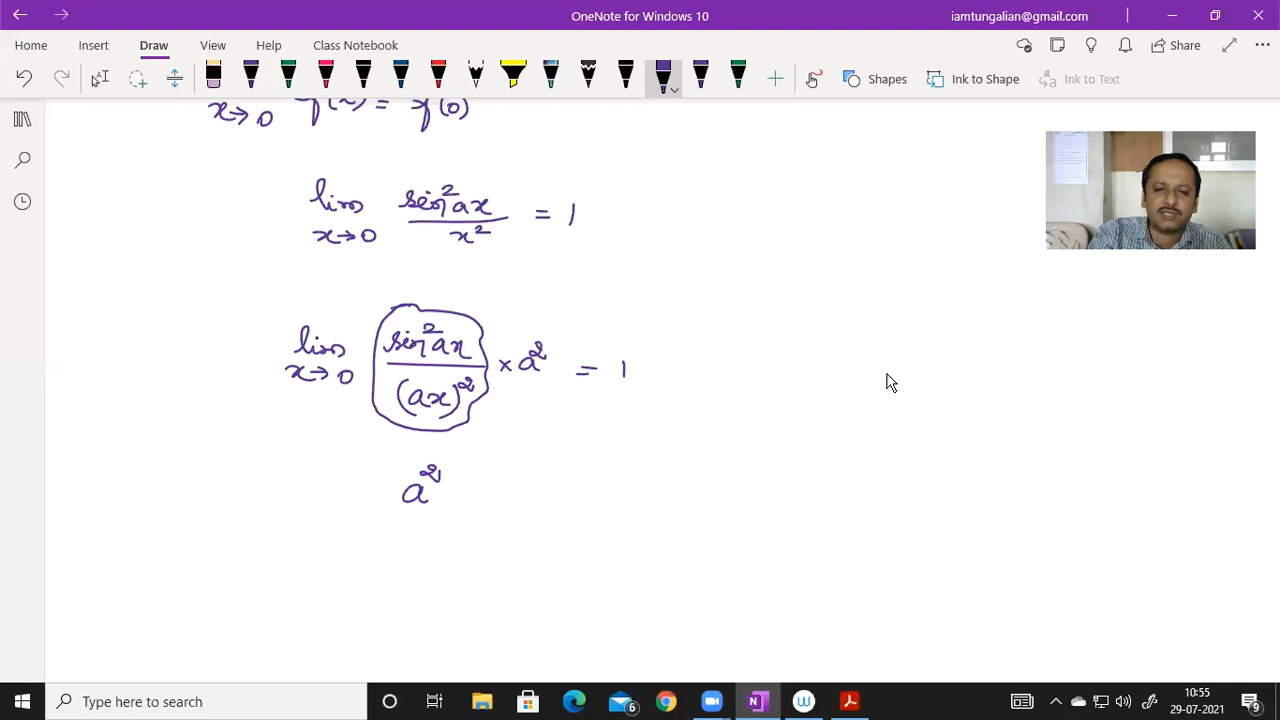 OneNote for Windows 10
iamtungalian@gmail.com
Home Insert Draw View Help Class Notebook
Share
Shapes Ink to Shape Ink to Text
x→0 f(x) = f(0)
lim x→0 sin²ax / x² = 1
lim x→0 sin²ax / (ax)² × a² = 1
a²
Type here to search
6
N
W
10:55
29-07-2021
9